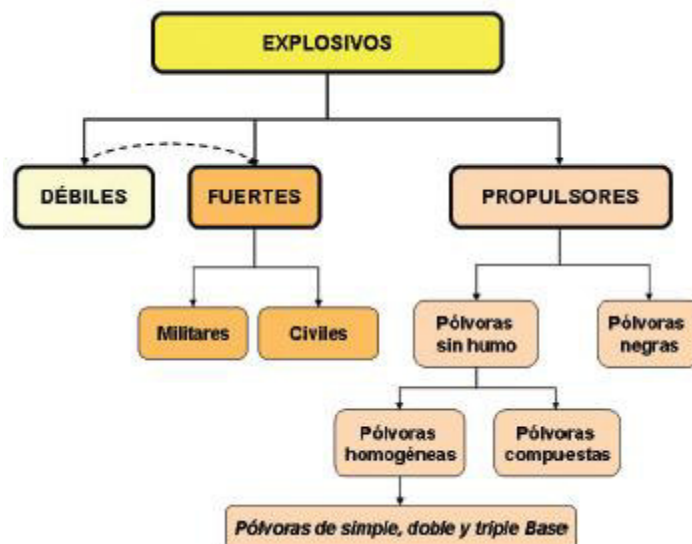 EXPLOSIVOS
DÉBILES
FUERTES
PROPULSORES
Militares
Civiles
Pólvoras
sin humo
Pólvoras
negras
Pólvoras
homogéneas
Pólvoras
compuestas
Pólvoras de simple, doble y triple Base